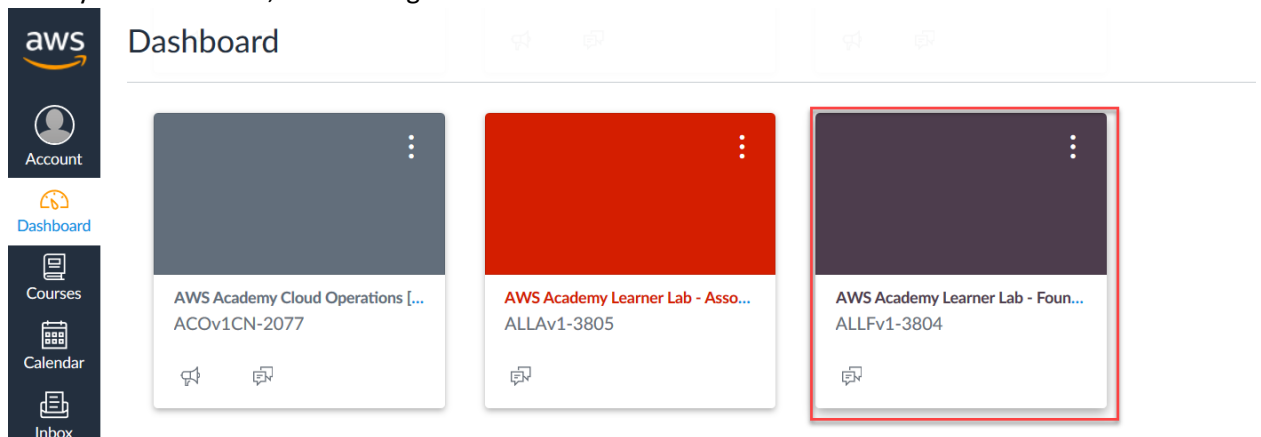 aws
Dashboard
Account
Dashboard
Courses
Calendar
Inbox
AWS Academy Cloud Operations [...
ACOv1CN-2077
AWS Academy Learner Lab - Asso...
ALLAv1-3805
AWS Academy Learner Lab - Foun...
ALLFv1-3804